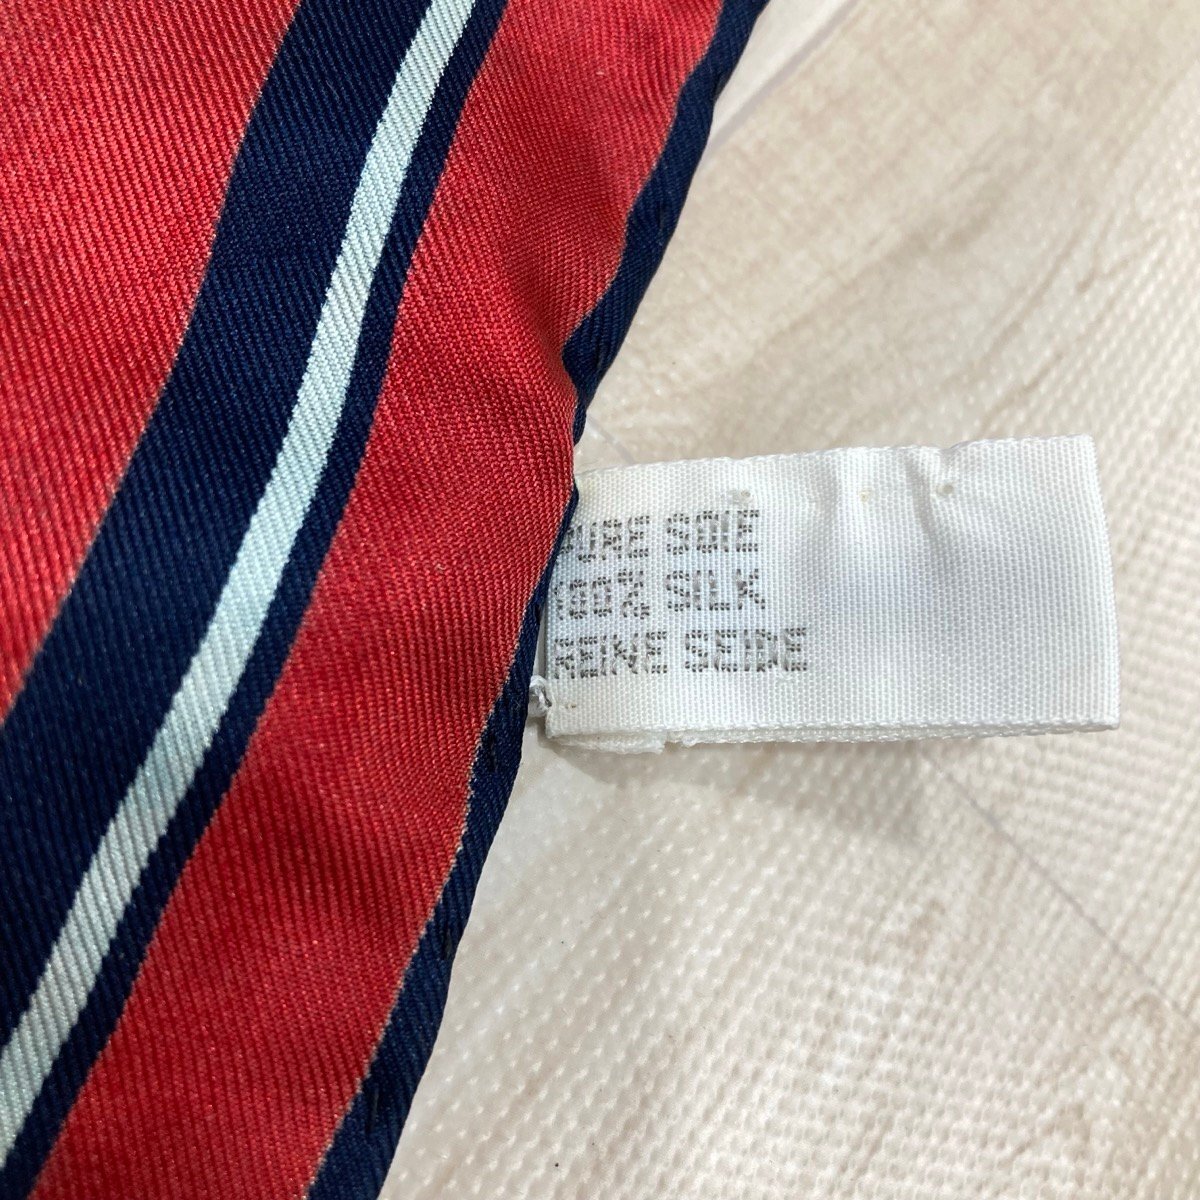 PURE SOIE
100% SILK
REINE SEIDE